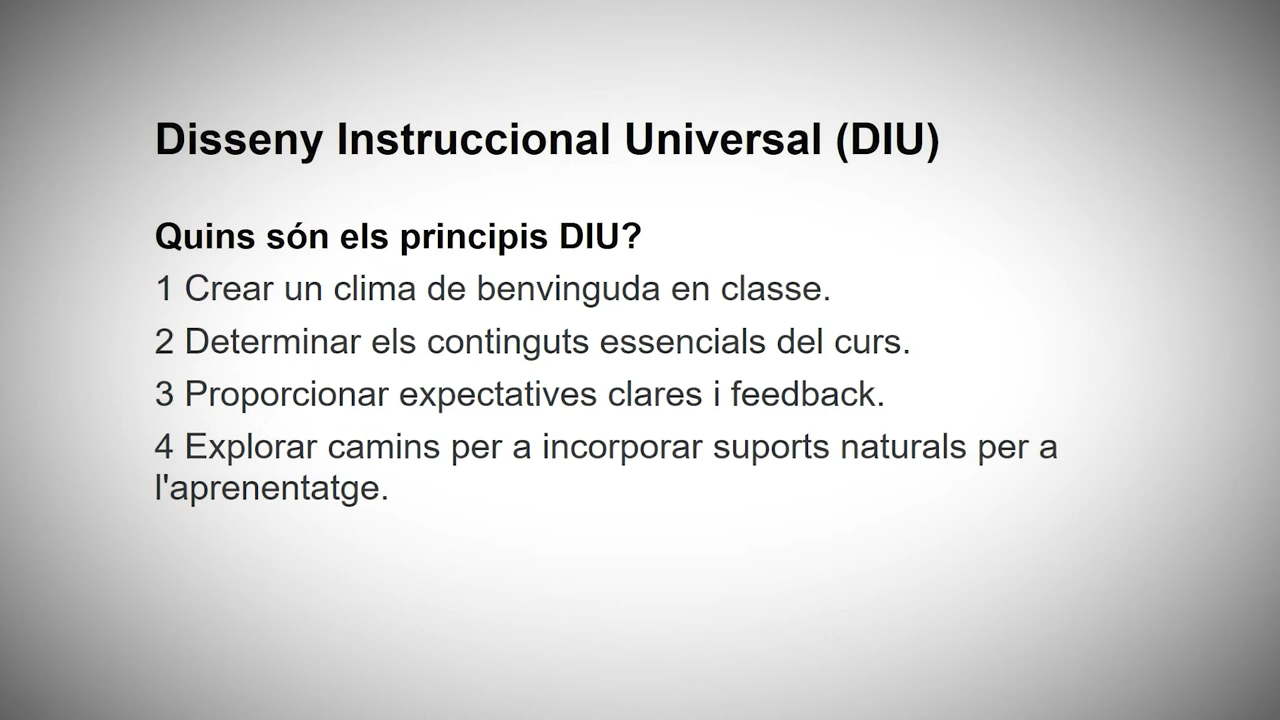 Disseny Instruccional Universal (DIU)
Quins són els principis DIU?
1 Crear un clima de benvinguda en classe.
2 Determinar els continguts essencials del curs.
3 Proporcionar expectatives clares i feedback.
4 Explorar camins per a incorporar suports naturals per a
l'aprenentatge.